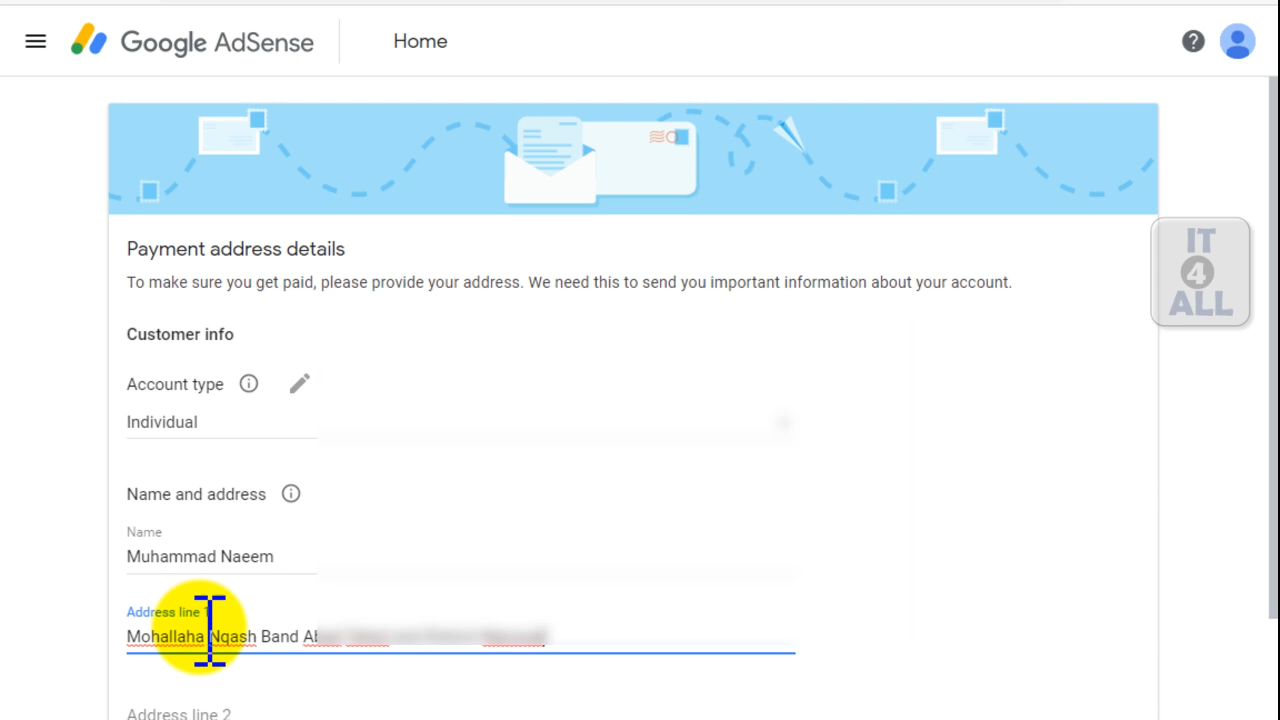 Google AdSense
Home
Payment address details
To make sure you get paid, please provide your address. We need this to send you important information about your account.
IT
4
ALL
Customer info
Account type
Individual
Name and address
Name
Muhammad Naeem
Address line 1
Mohallaha Nqash Band
Address line 2